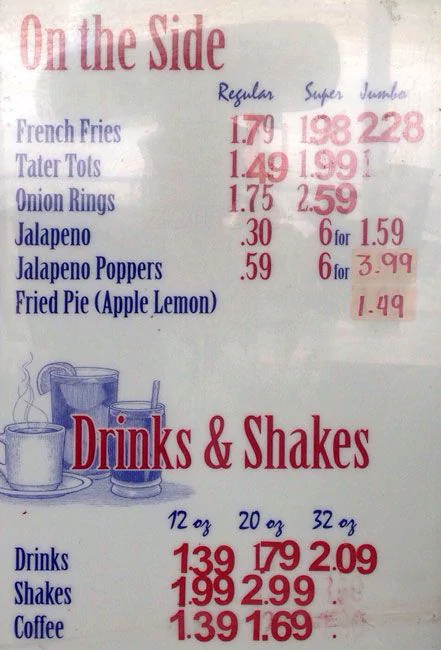 On the Side
Regular Super Jumbo
French Fries 1.79 1.98 2.28
Tater Tots 1.49 1.99
Onion Rings 1.75 2.59
Jalapeno .30 6 for 1.59
Jalapeno Poppers .59 6 for 3.99
Fried Pie (Apple Lemon) 1.49
Drinks & Shakes
12 oz 20 oz 32 oz
Drinks 1.39 1.79 2.09
Shakes 1.99 2.99
Coffee 1.39 1.69